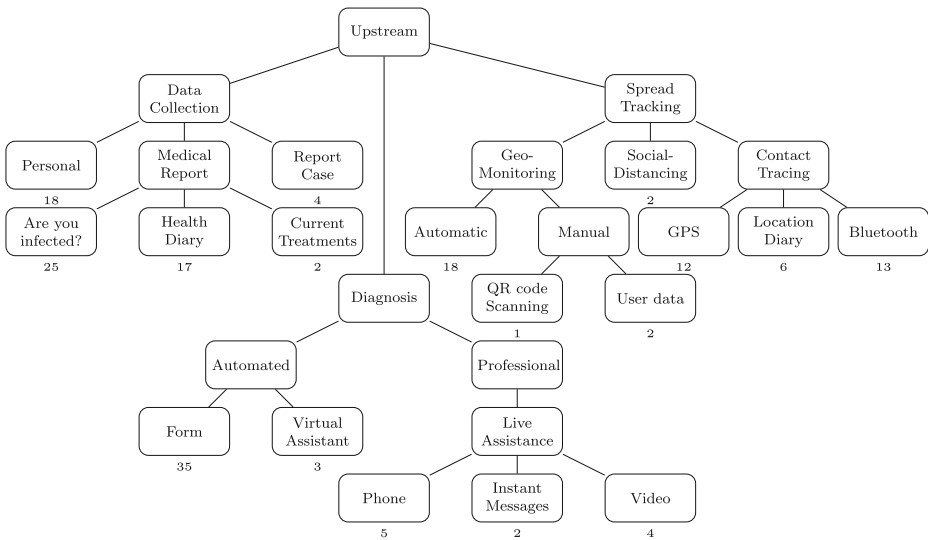 Upstream
Data
Collection
Spread
Tracking
Personal
18
Medical
Report
Report
Case
4
Geo-
Monitoring
Social-
Distancing
2
Contact
Tracing
Are you
infected?
25
Health
Diary
17
Current
Treatments
2
Automatic
18
Manual
GPS
12
Location
Diary
6
Bluetooth
13
Diagnosis
QR code
Scanning
1
User data
2
Automated
Professional
Form
35
Virtual
Assistant
3
Live
Assistance
Phone
5
Instant
Messages
2
Video
4